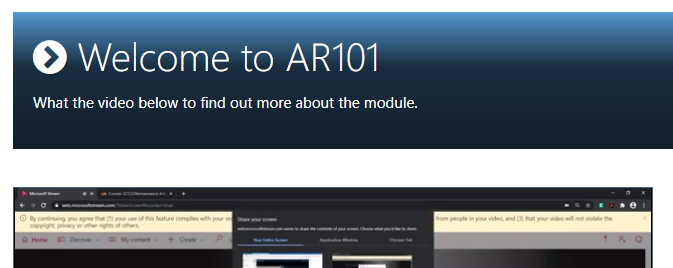 Welcome to AR101
What the video below to find out more about the module.
Microsoft Stream
web.microsoftstream.com/?showScreenRecorder=true
By continuing, you agree that (1) your use of this feature complies with your from people in your video, and (3) that your video will not violate the
copyright, privacy or other rights of others.
Share your screen
web.microsoftstream.com wants to share the contents of your screen. Choose what you'd like to share.
Your Entire Screen Application Window Chrome Tab
Home Discover My content Create